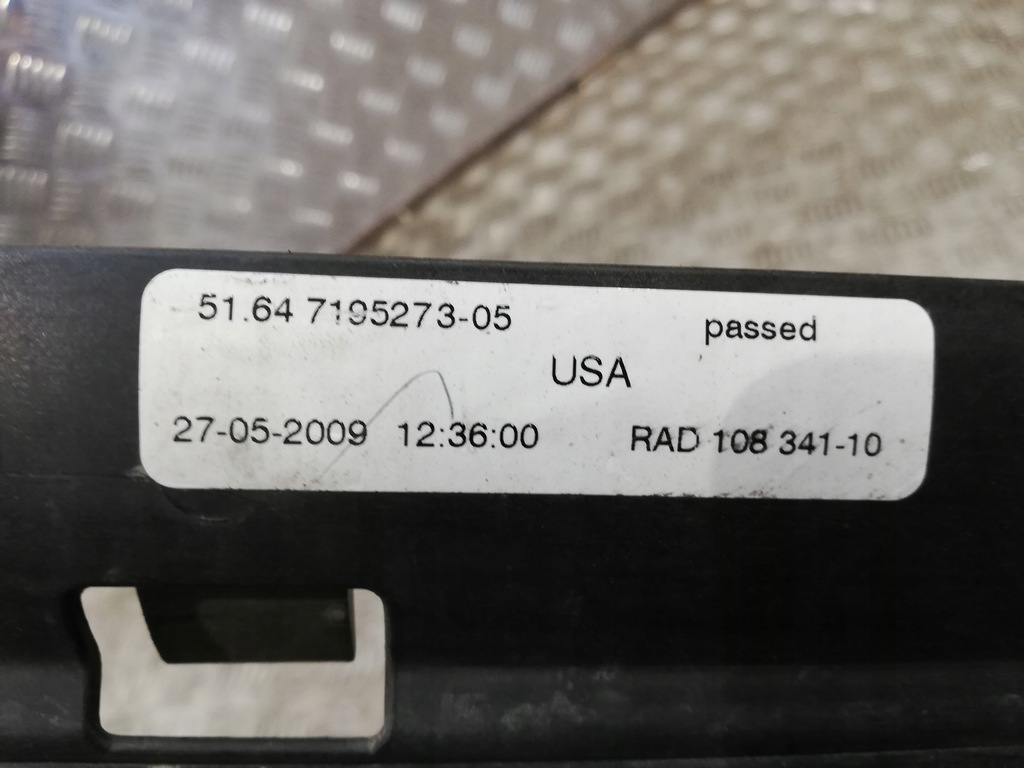 51.64 7195273-05 passed
USA
27-05-2009 12:36:00 RAD 108 341-10